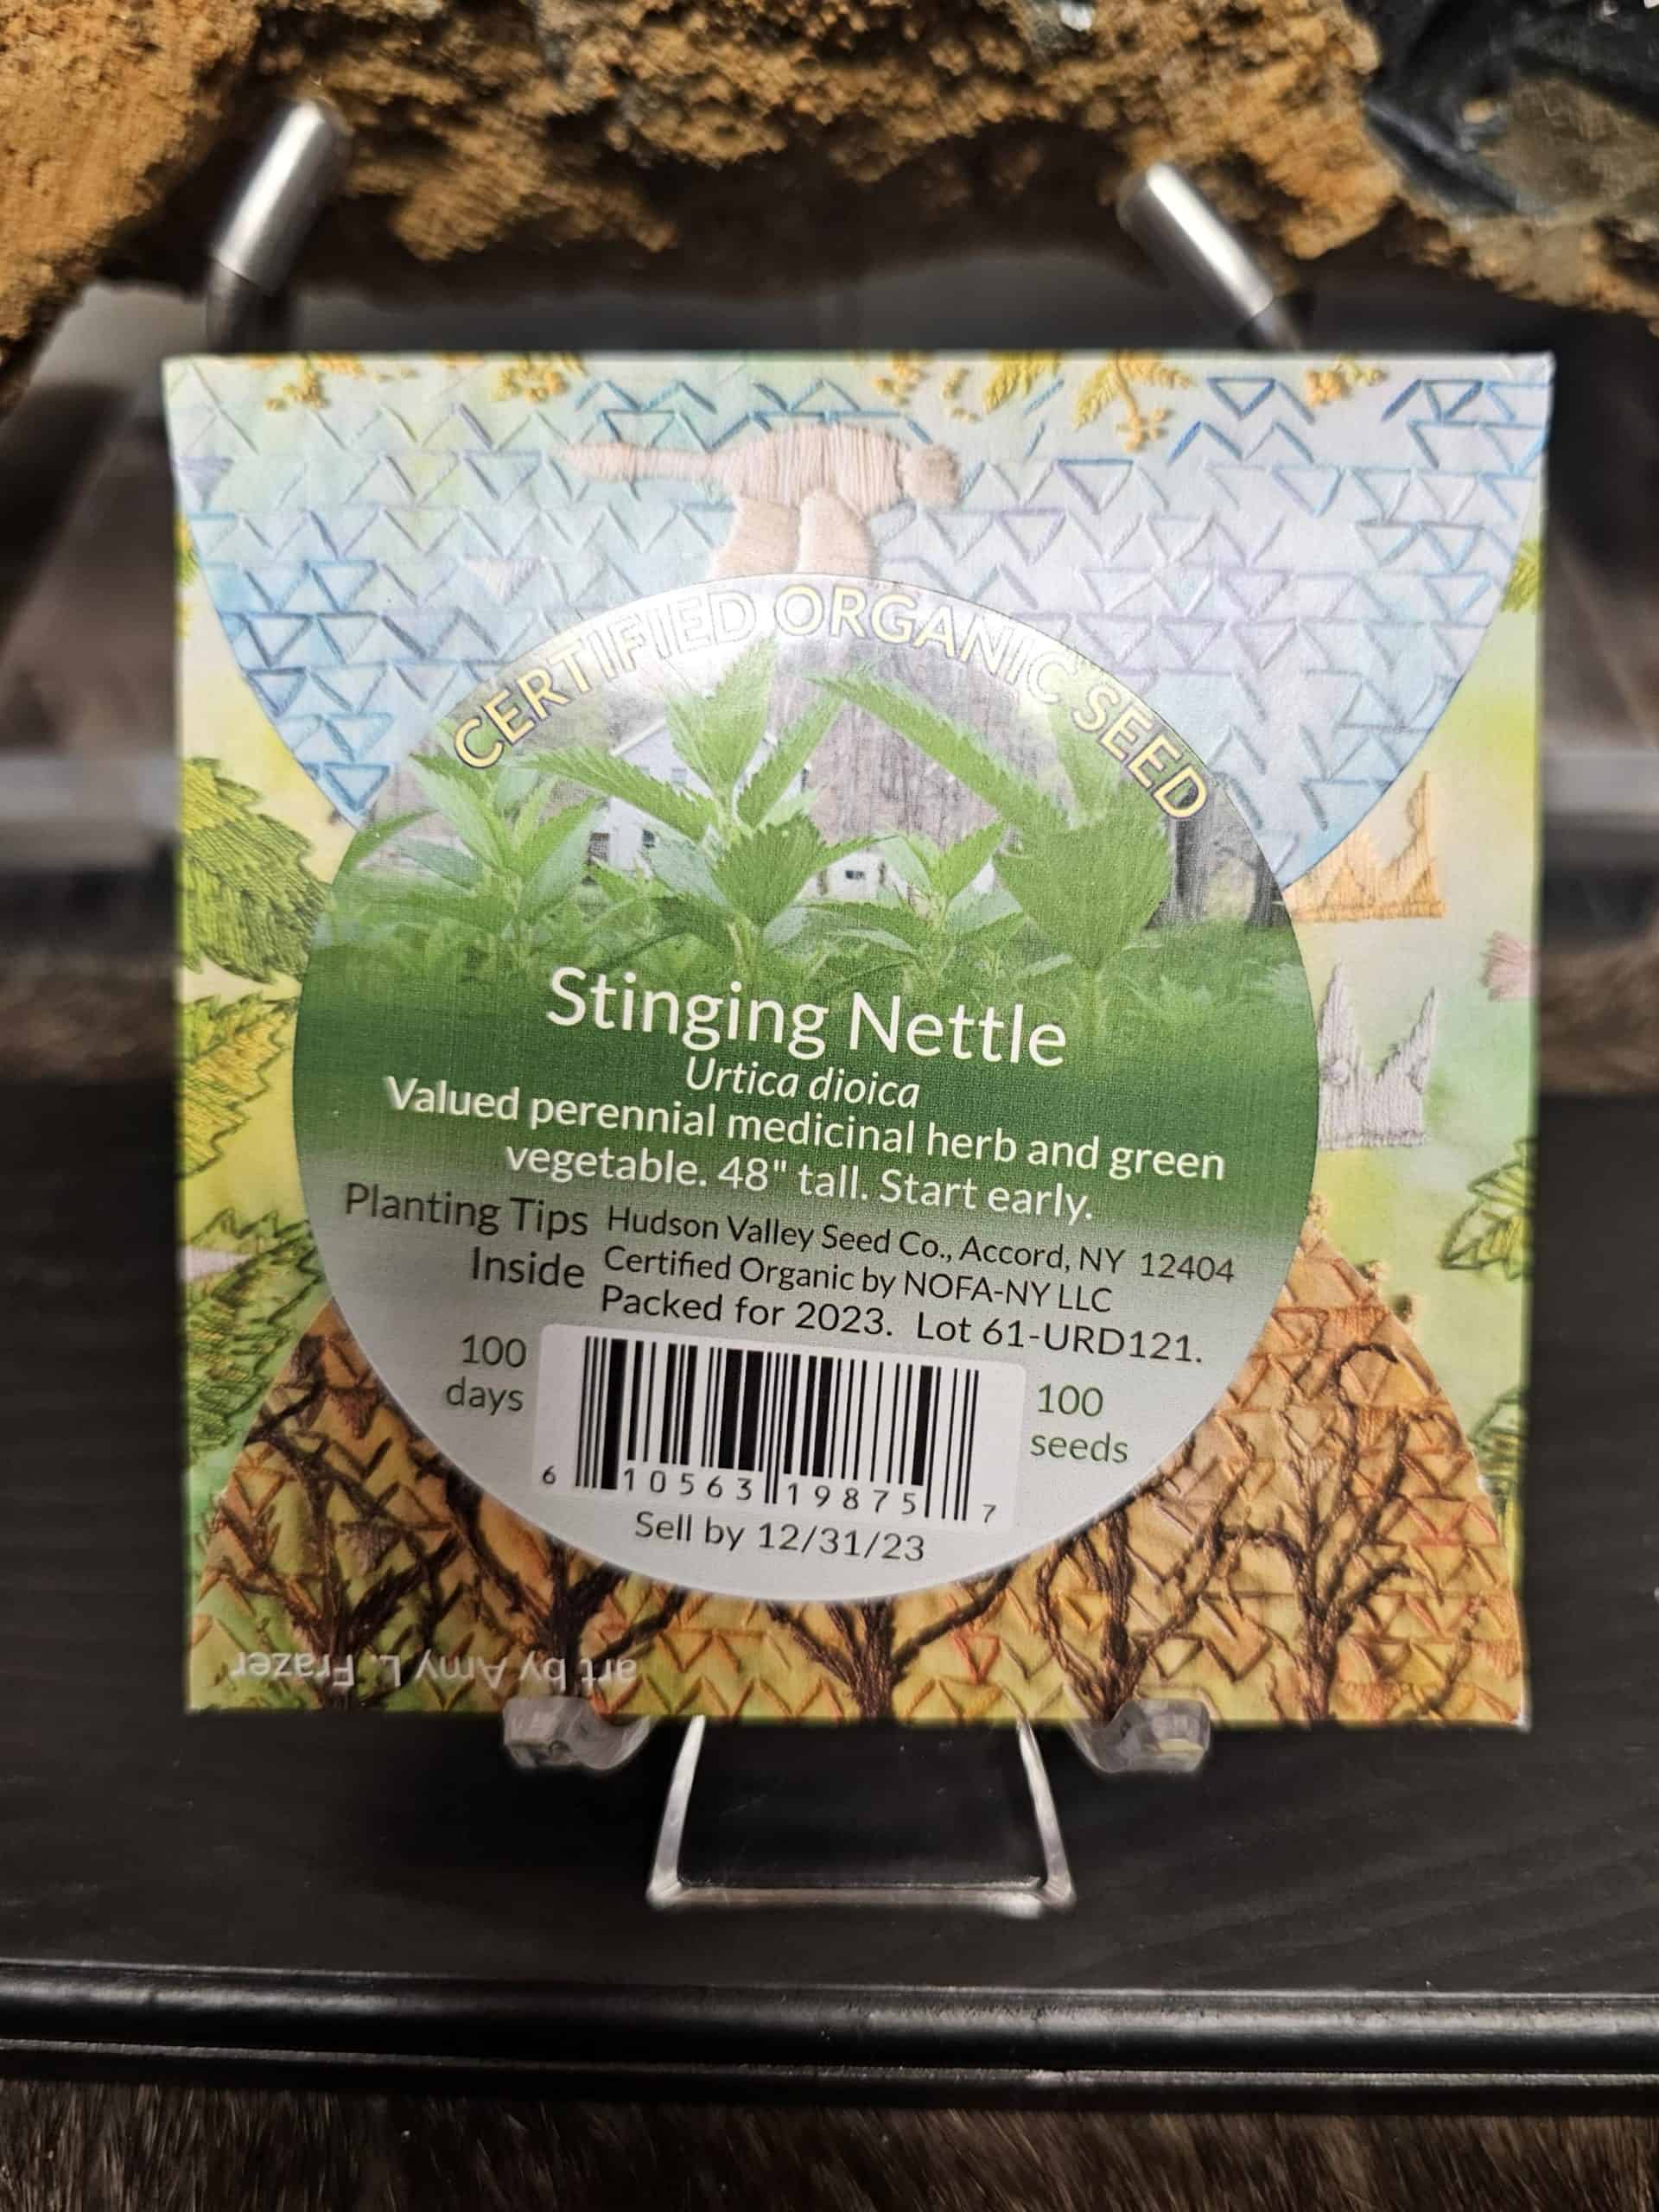 CERTIFIED ORGANIC SEED
Stinging Nettle
Urtica dioica
Valued perennial medicinal herb and green
vegetable. 48" tall. Start early.
Planting Tips
Inside
Hudson Valley Seed Co., Accord, NY 12404
Certified Organic by NOFA-NY LLC
Packed for 2023. Lot 61-URD121.
100
days
6 10563 19875 7
100
seeds
Sell by 12/31/23
art by Amy L. Frazer